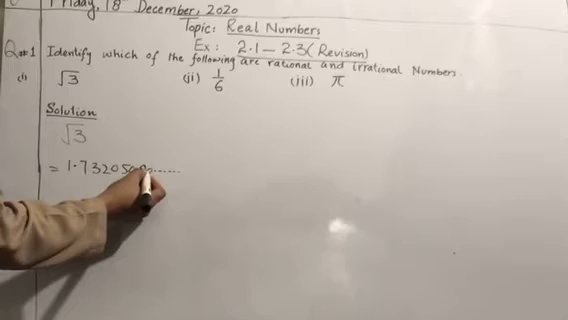 Friday, 18th December, 2020
Topic: Real Numbers
Ex: 2.1 – 2.3 (Revision)
Q#1 Identify which of the following are rational and irrational Numbers.
(i) √3 (ii) 1/6 (iii) π
Solution
√3
= 1.73205